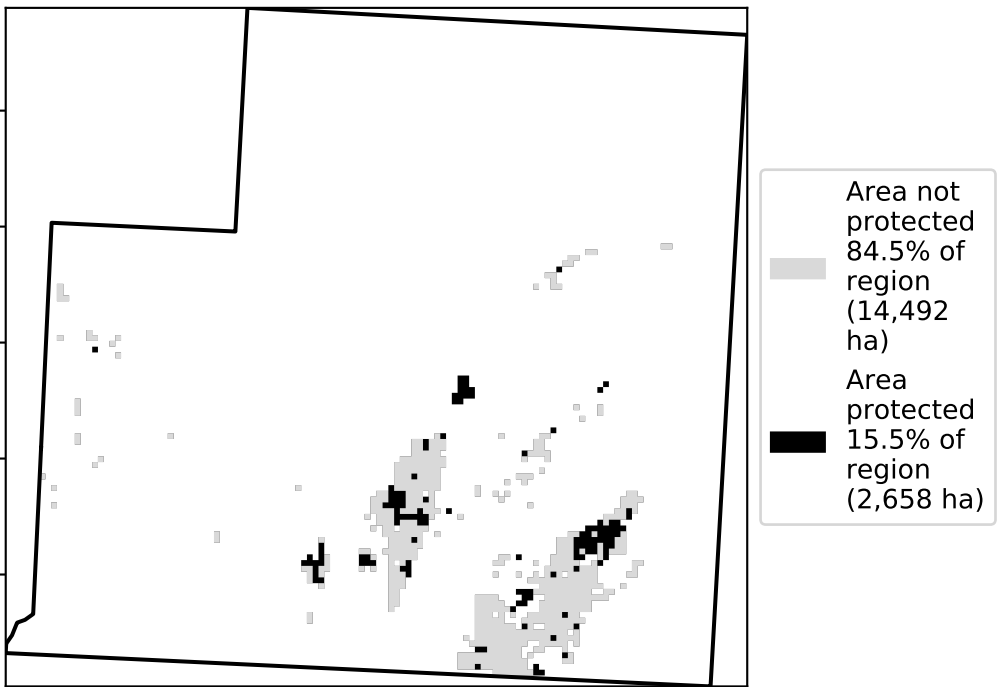 Area not
protected
84.5% of
region
(14,492
ha)
Area
protected
15.5% of
region
(2,658 ha)